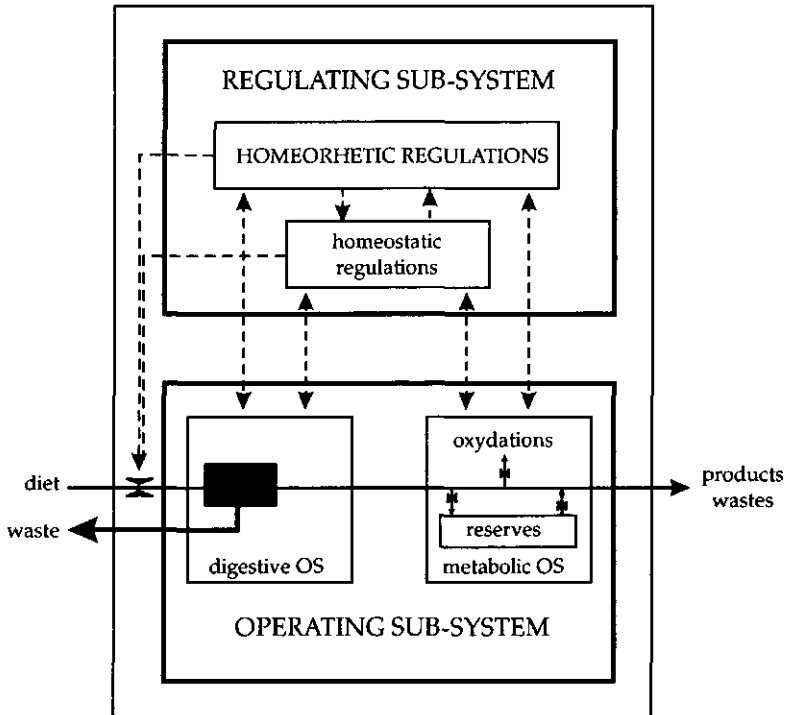 REGULATING SUB-SYSTEM
HOMEORHETIC REGULATIONS
homeostatic
regulations
oxydations
diet
products
wastes
waste
reserves
digestive OS
metabolic OS
OPERATING SUB-SYSTEM